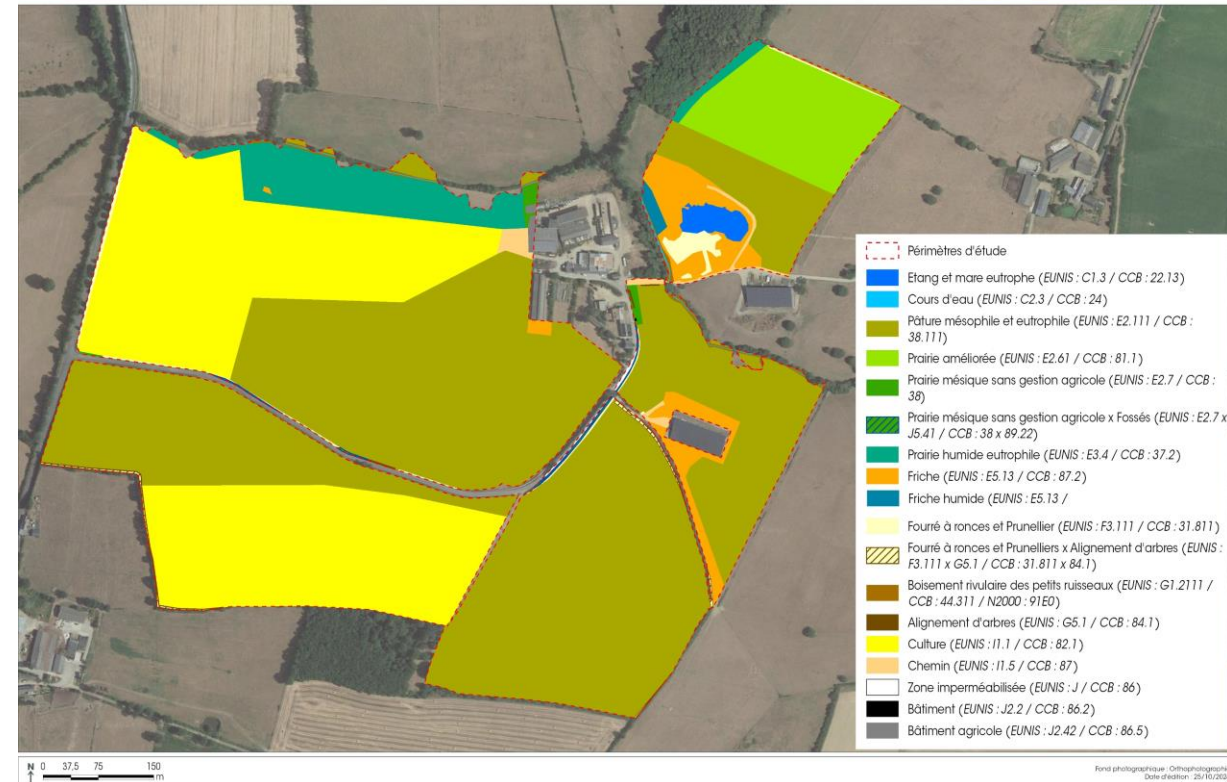 Périmètres d'étude
Etang et mare eutrophe (EUNIS : C1.3 / CCB : 22.13)
Cours d'eau (EUNIS : C2.3 / CCB : 24)
Pâture mésophile et eutrophile (EUNIS : E2.111 / CCB :
38.111)
Prairie améliorée (EUNIS : E2.61 / CCB : 81.1)
Prairie mésique sans gestion agricole (EUNIS : E2.7 / CCB :
38)
Prairie mésique sans gestion agricole x Fossés (EUNIS : E2.7 x
J5.41 / CCB : 38 x 89.22)
Prairie humide eutrophile (EUNIS : E3.4 / CCB : 37.2)
Friche (EUNIS : E5.13 / CCB : 87.2)
Friche humide (EUNIS : E5.13 /
Fourré à ronces et Prunellier (EUNIS : F3.111 / CCB : 31.811)
Fourré à ronces et Prunelliers x Alignement d'arbres (EUNIS :
F3.111 x G5.1 / CCB : 31.811 x 84.1)
Boisement rivulaire des petits ruisseaux (EUNIS : G1.2111 /
CCB : 44.311 / N2000 : 91E0)
Alignement d'arbres (EUNIS : G5.1 / CCB : 84.1)
Culture (EUNIS : I1.1 / CCB : 82.1)
Chemin (EUNIS : I1.5 / CCB : 87)
Zone imperméabilisée (EUNIS : J / CCB : 86)
Bâtiment (EUNIS : J2.2 / CCB : 86.2)
Bâtiment agricole (EUNIS : J2.42 / CCB : 86.5)
N 0 37,5 75 150
m
Fond photographique : Orthophotographi
Date d'édition : 25/10/202